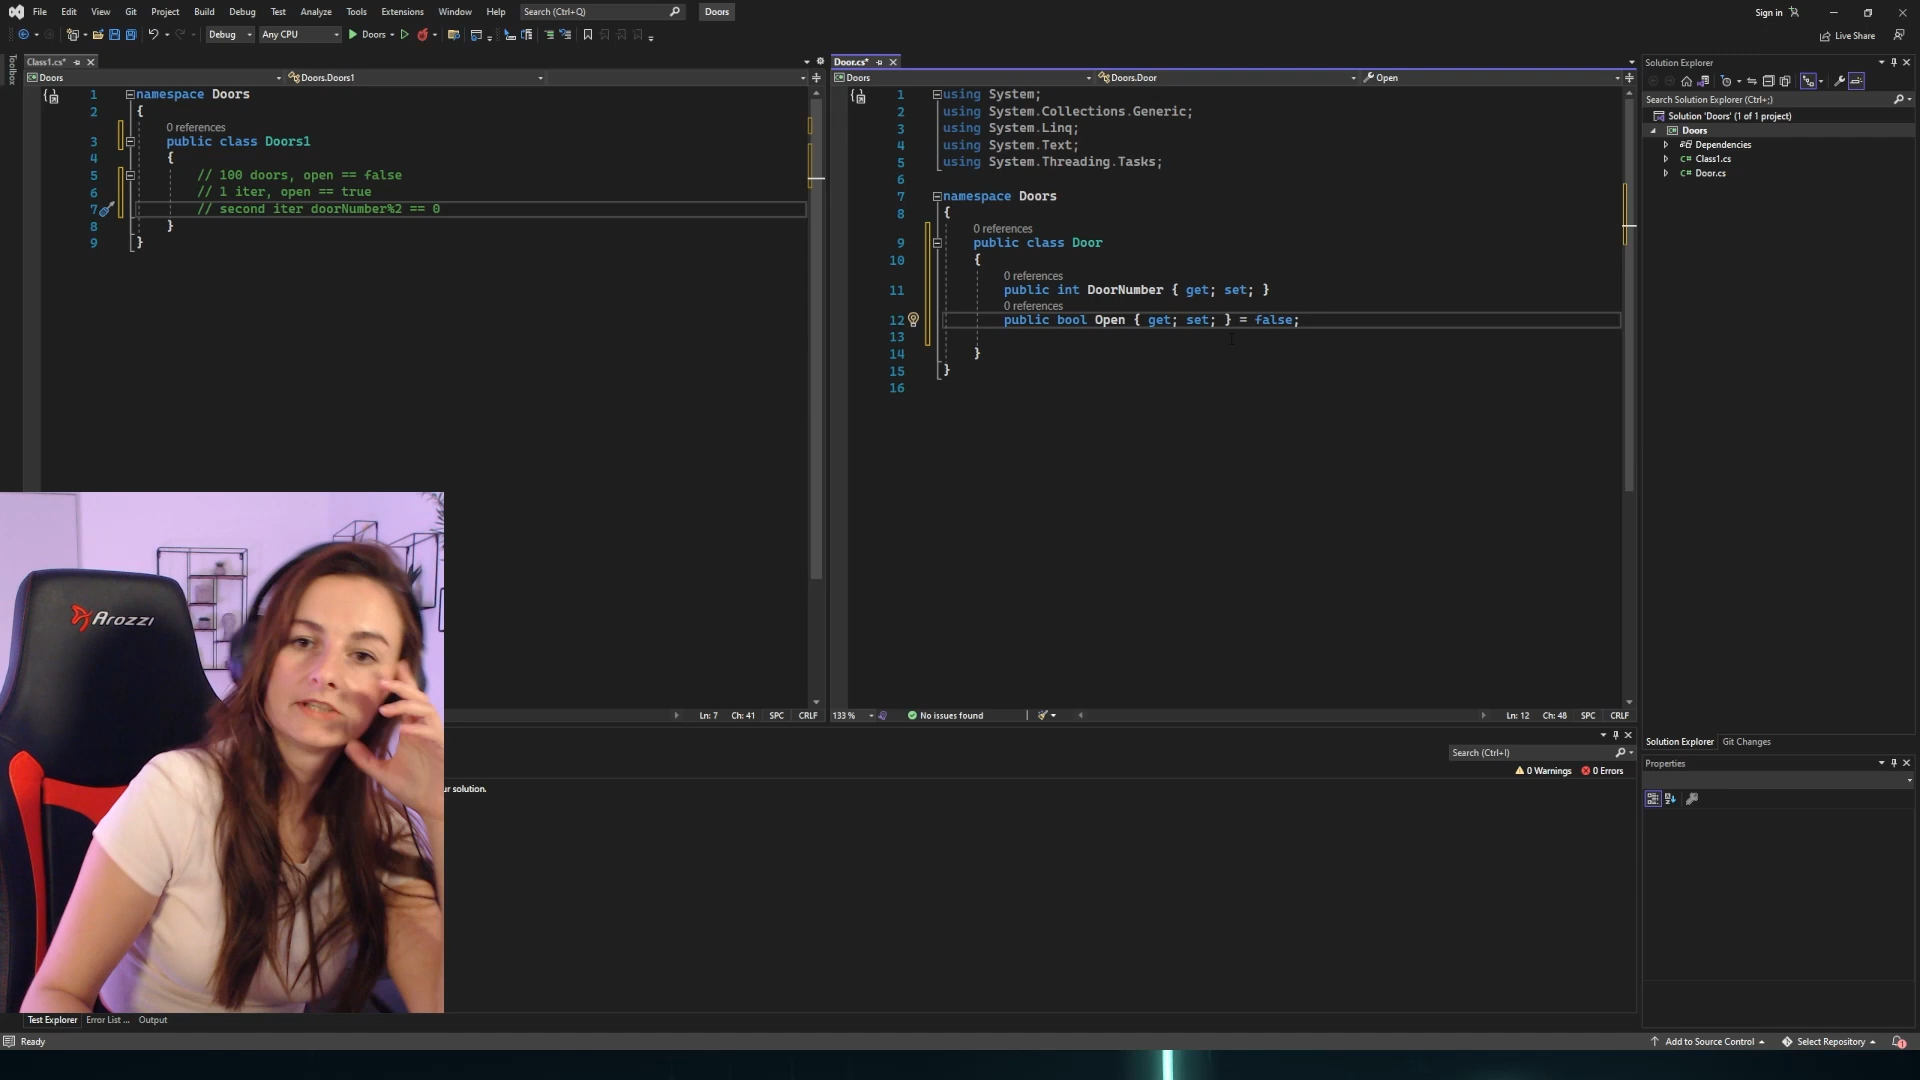 File Edit View Git Project Build Debug Test Analyze Tools Extensions Window Help Search (Ctrl+Q) Doors
Sign in
Debug Any CPU Doors
Live Share
Toolbox
Class1.cs*
Doors Doors.Doors1
1 namespace Doors
2 {
0 references
3 public class Doors1
4 {
5 // 100 doors, open == false
6 // 1 iter, open == true
7 // second iter doorNumber%2 == 0
8 }
9 }
Ln: 7 Ch: 41 SPC CRLF
Door.cs*
Doors Doors.Door Open
1 using System;
2 using System.Collections.Generic;
3 using System.Linq;
4 using System.Text;
5 using System.Threading.Tasks;
6
7 namespace Doors
8 {
0 references
9 public class Door
10 {
0 references
11 public int DoorNumber { get; set; }
0 references
12 public bool Open { get; set; } = false;
13
14 }
15 }
16
133 % No issues found Ln: 12 Ch: 48 SPC CRLF
Solution Explorer
Search Solution Explorer (Ctrl+;)
Solution 'Doors' (1 of 1 project)
Doors
Dependencies
C# Class1.cs
C# Door.cs
Solution Explorer Git Changes
Properties
Search (Ctrl+I)
0 Warnings 0 Errors
ur solution.
Arozzi
Test Explorer Error List ... Output
Ready
Add to Source Control Select Repository 1